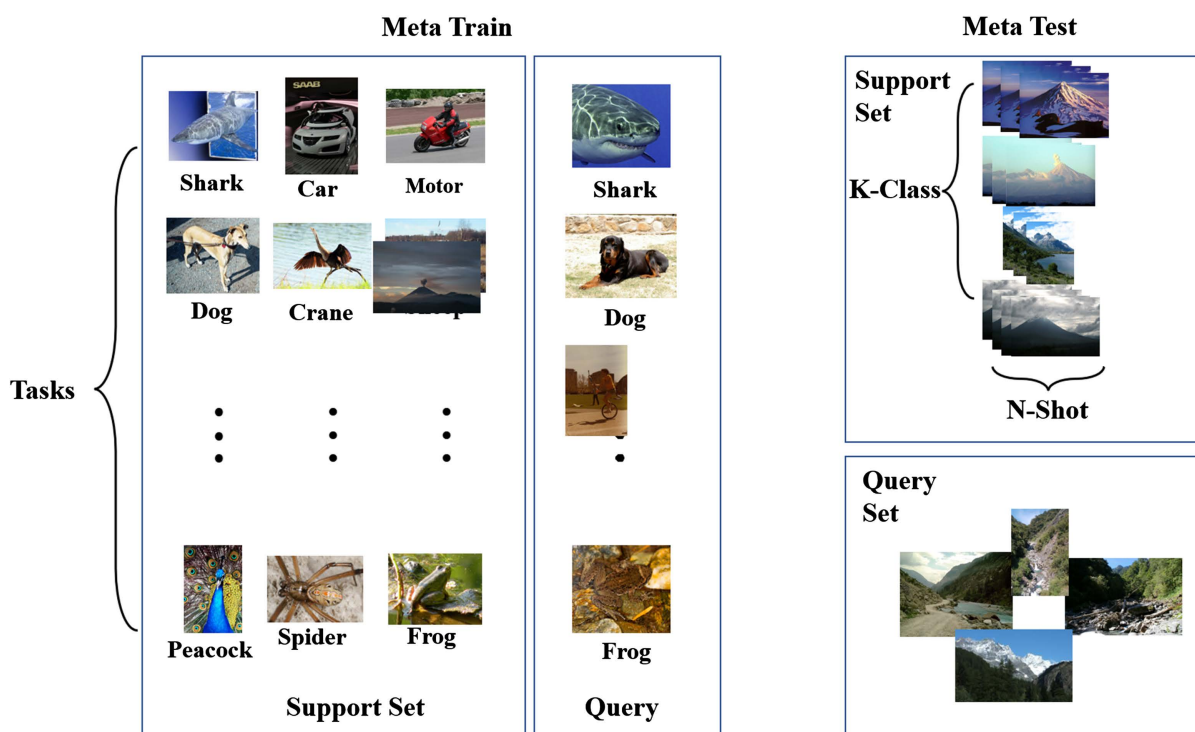 Meta Train
Meta Test
SAAB
Shark
Car
Motor
Shark
Dog
Crane
Dog
Tasks
Peacock
Spider
Frog
Frog
Support Set
Query
Support
Set
K-Class
N-Shot
Query
Set